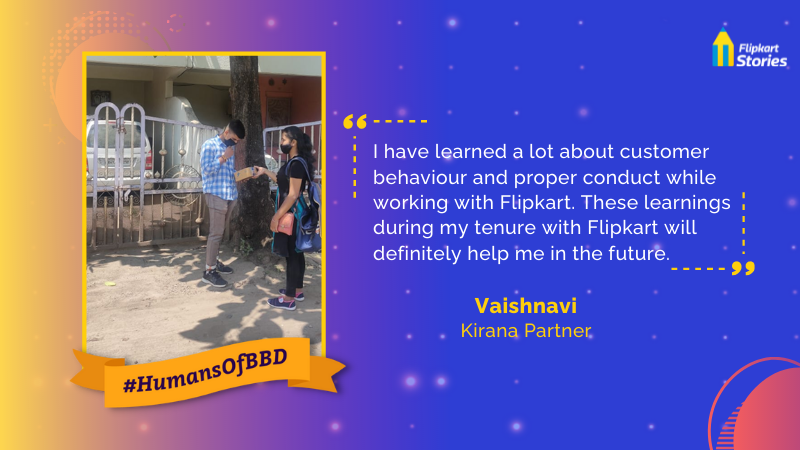 Flipkart
Stories
“
I have learned a lot about customer
behaviour and proper conduct while
working with Flipkart. These learnings
during my tenure with Flipkart will
definitely help me in the future.
”
Vaishnavi
Kirana Partner
#HumansOfBBD